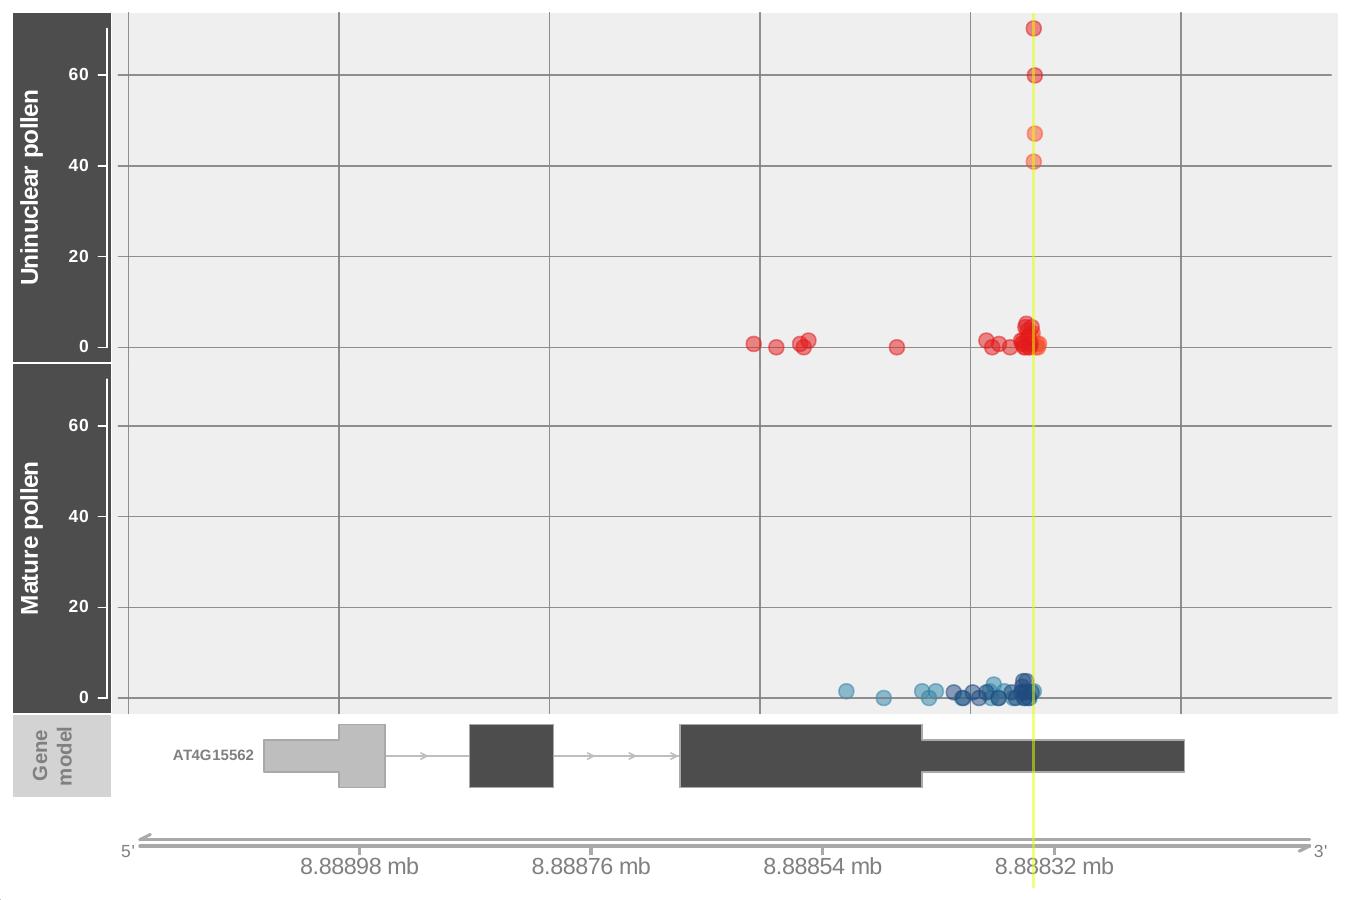 Uninuclear pollen
60
40
20
0
Mature pollen
60
40
20
0
Gene
model
AT4G15562
5'
3'
8.88898 mb
8.88876 mb
8.88854 mb
8.88832 mb